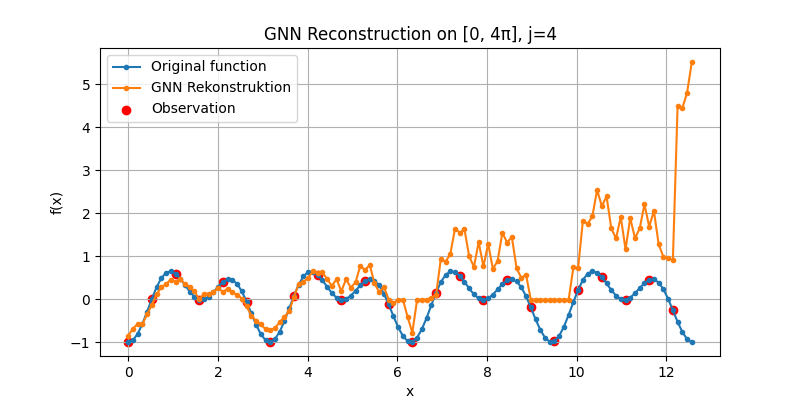 GNN Reconstruction on [0, 4π], j=4
Original function
GNN Rekonstruktion
Observation
f(x)
5
4
3
2
1
0
−1
0 2 4 6 8 10 12
x